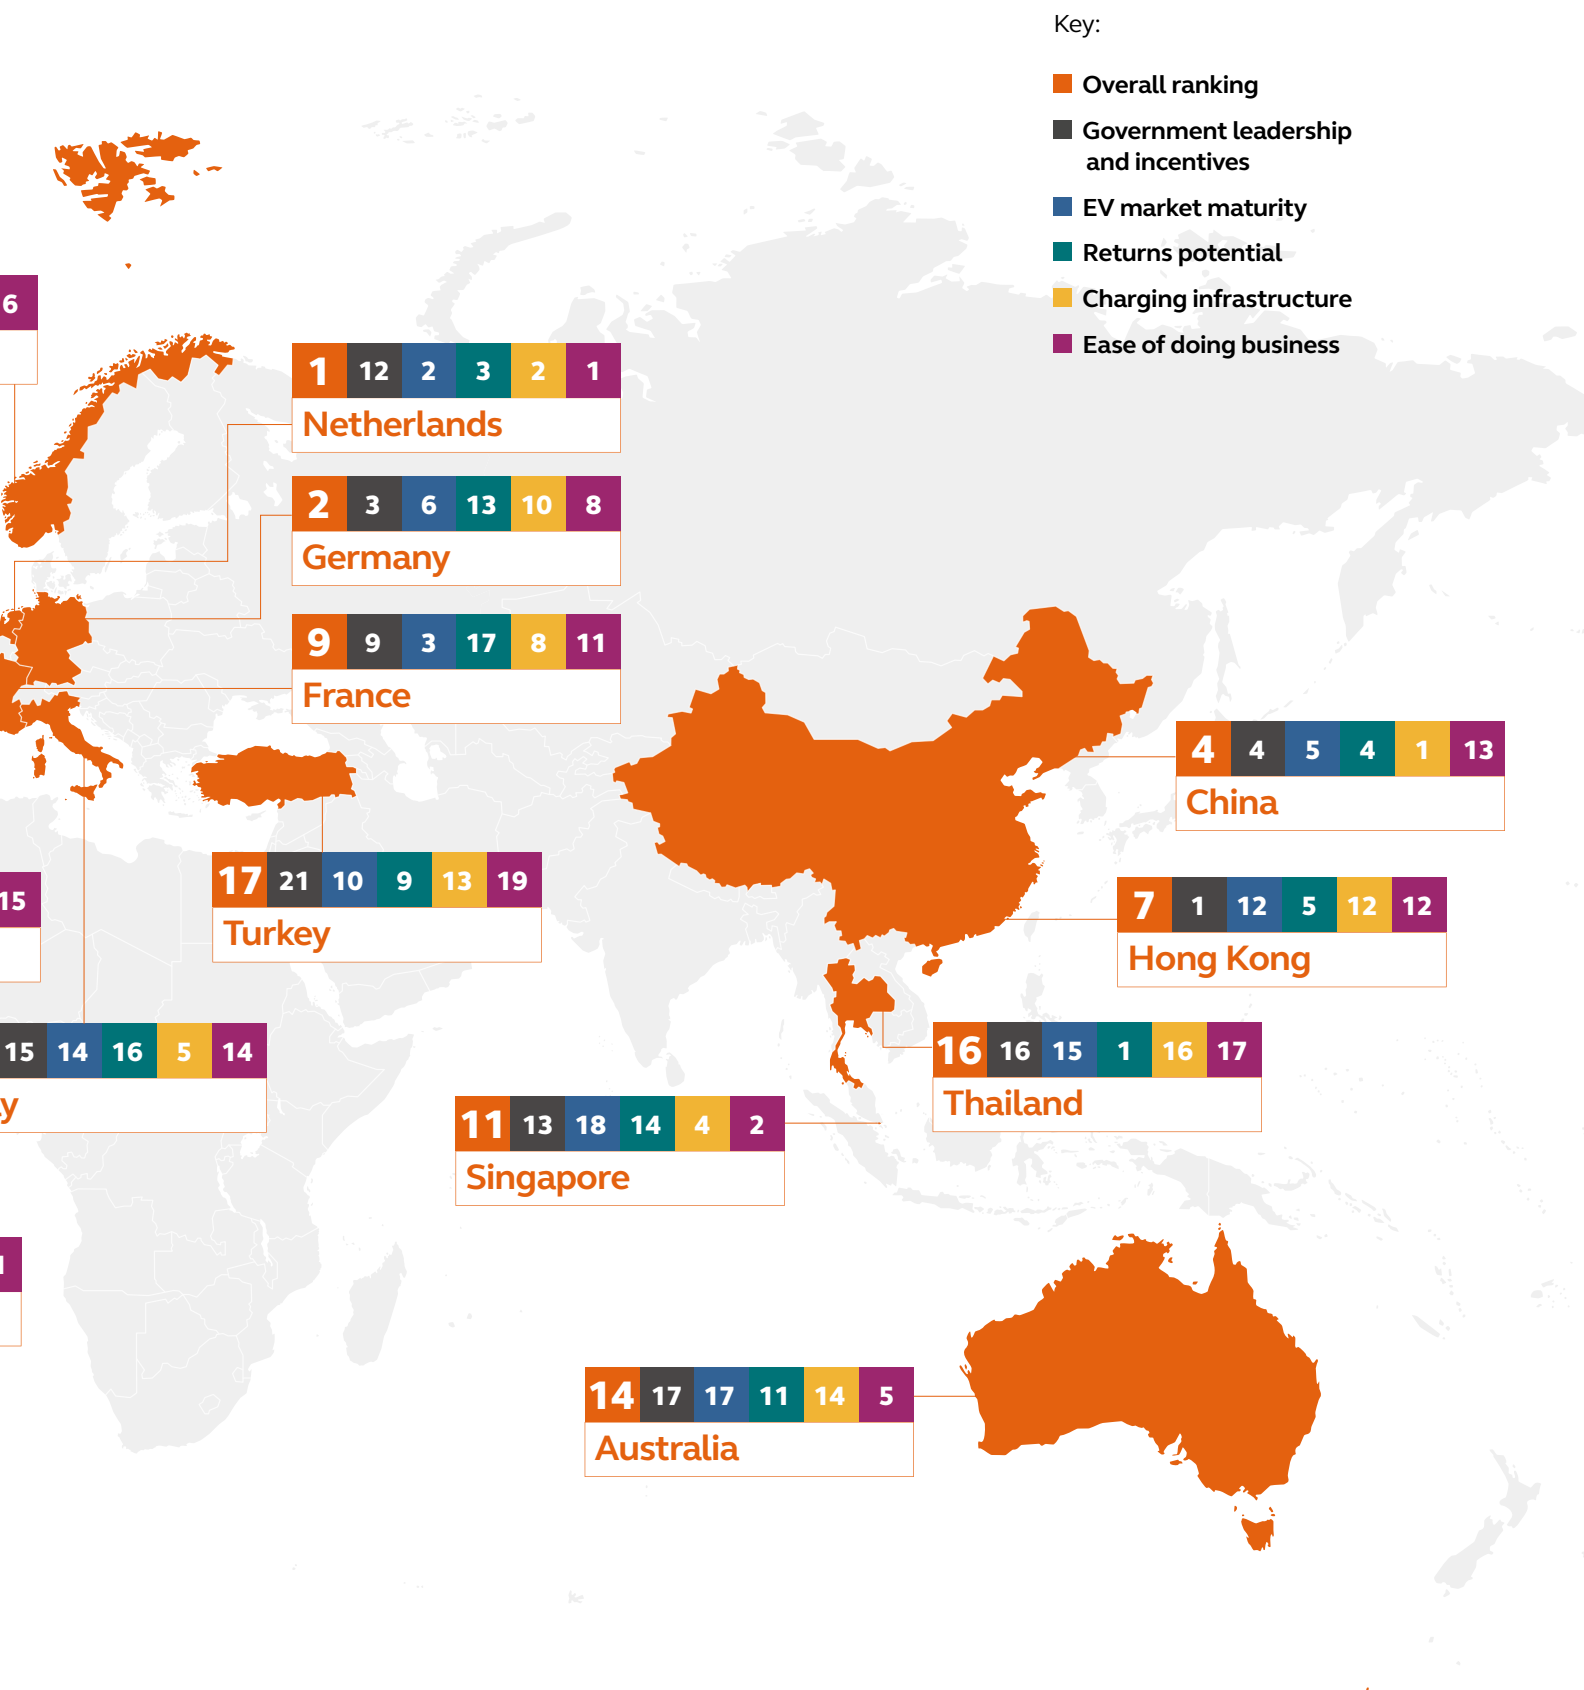 Key:
Overall ranking
Government leadership
and incentives
EV market maturity
Returns potential
Charging infrastructure
Ease of doing business
6
1 12 2 3 2 1
Netherlands
2 3 6 13 10 8
Germany
9 9 3 17 8 11
France
4 4 5 4 1 13
China
17 21 10 9 13 19
Turkey
15
7 1 12 5 12 12
Hong Kong
15 14 16 5 14
y
16 16 15 1 16 17
Thailand
11 13 18 14 4 2
Singapore
14 17 17 11 14 5
Australia